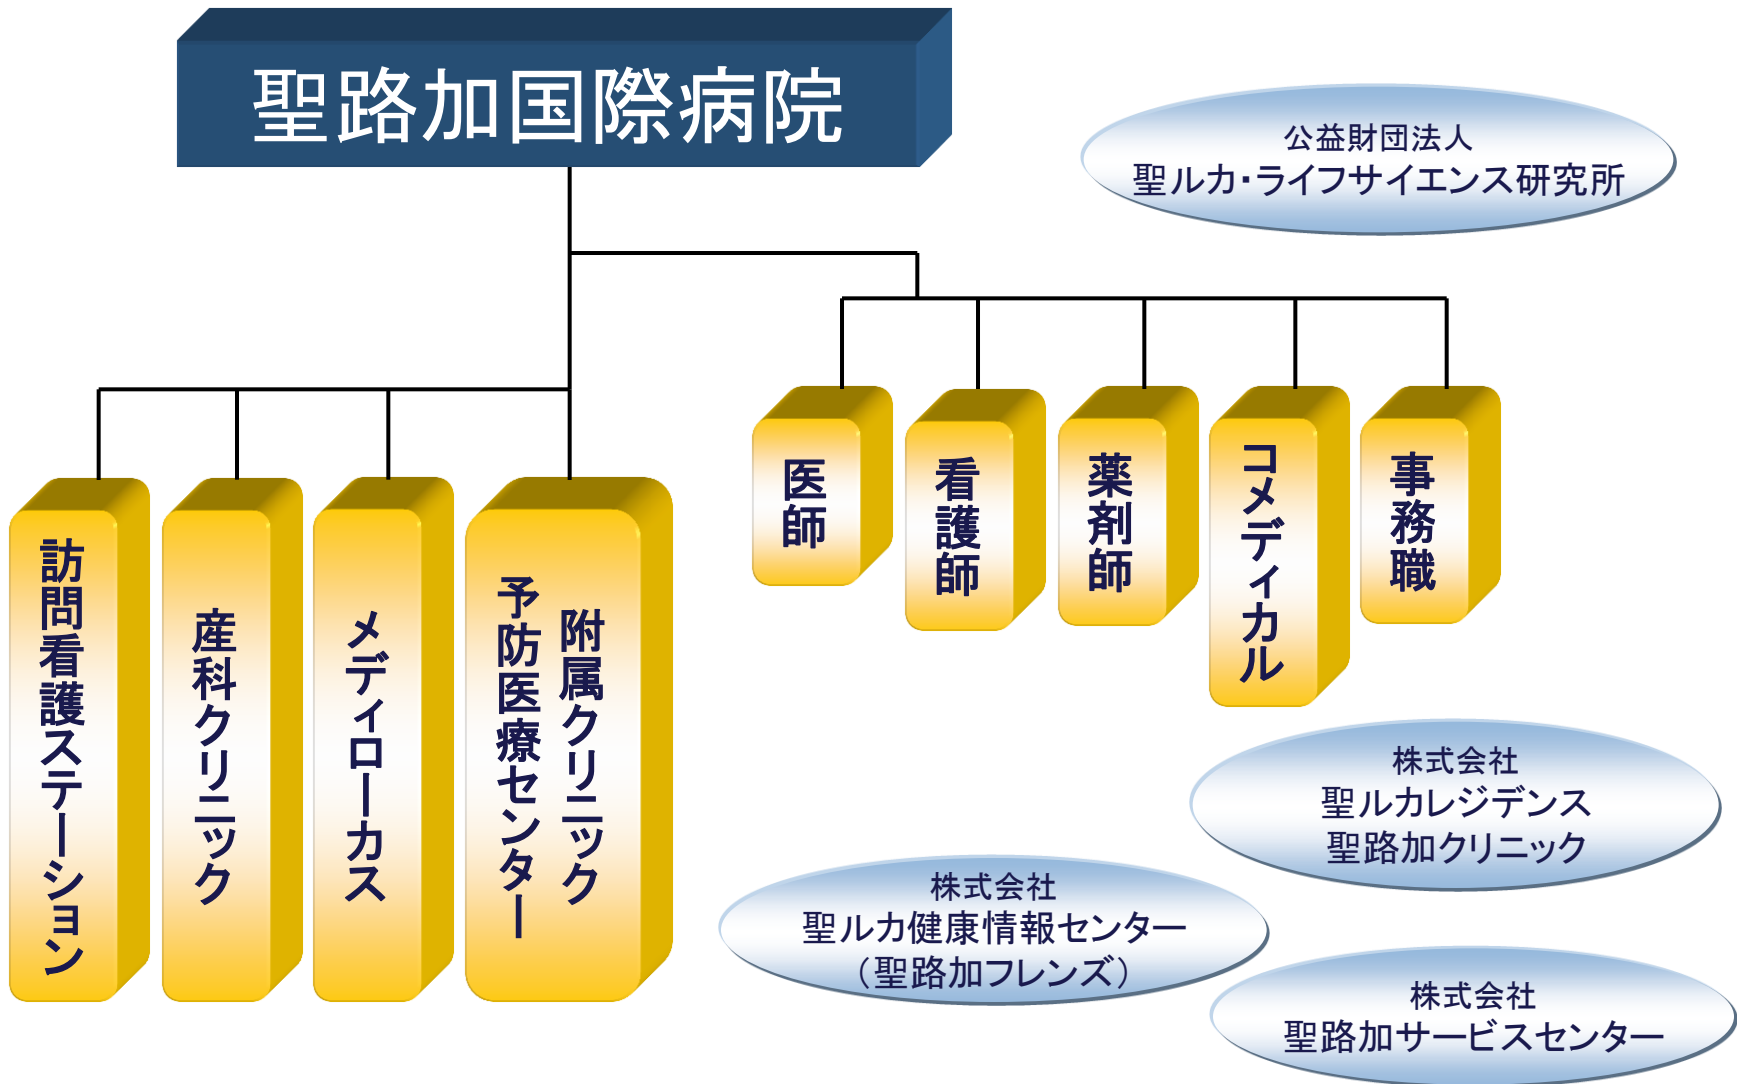 聖路加国際病院
公益財団法人
聖ルカ・ライフサイエンス研究所
医師
看護師
薬剤師
コメディカル
事務職
訪問看護ステーション
産科クリニック
メディローカス
附属クリニック
予防医療センター
株式会社
聖ルカレジデンス
聖路加クリニック
株式会社
聖ルカ健康情報センター
（聖路加フレンズ）
株式会社
聖路加サービスセンター